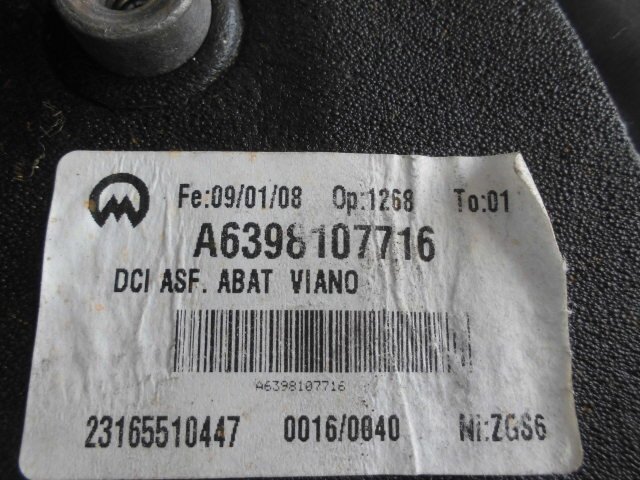 Fe:09/01/08 Op:1268 To:01
A6398107716
DCI ASF. ABAT VIANO
A6398107716
23165510447 0016/0840 NI:ZGS6